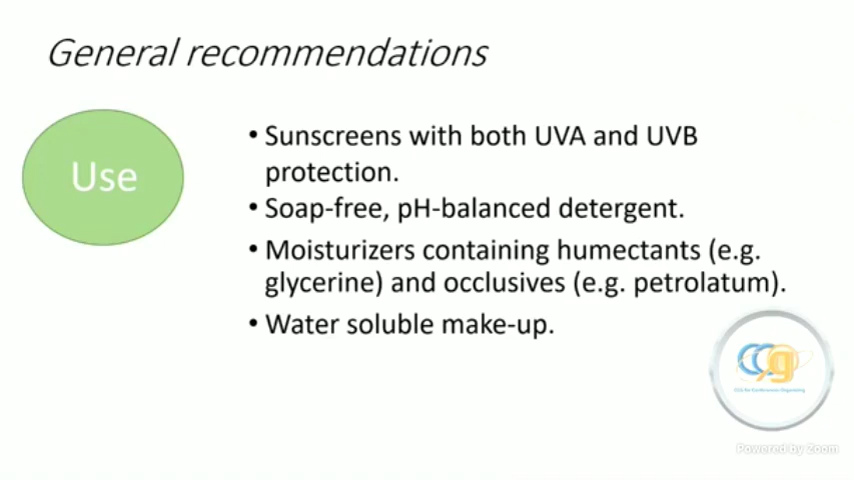 General recommendations
Use
• Sunscreens with both UVA and UVB
protection.
• Soap-free, pH-balanced detergent.
• Moisturizers containing humectants (e.g.
glycerine) and occlusives (e.g. petrolatum).
• Water soluble make-up.
CCg
Powered by Zoom